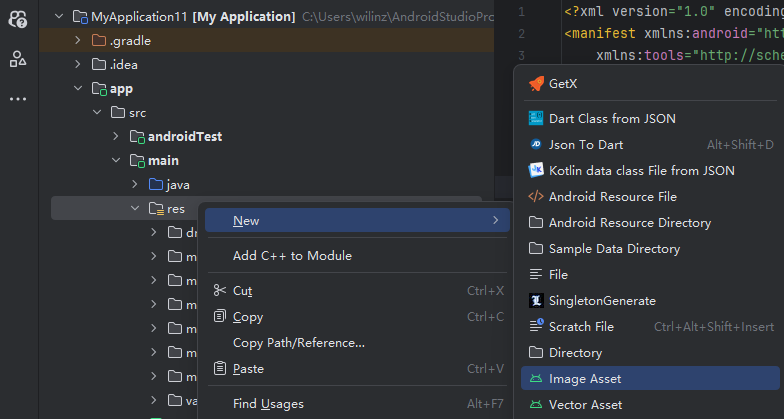 MyApplication11 [My Application] C:\Users\wilinz\AndroidStudioPro
.gradle
.idea
app
src
androidTest
main
java
res
New
Add C++ to Module
Cut Ctrl+X
Copy Ctrl+C
Copy Path/Reference...
Paste Ctrl+V
Find Usages Alt+F7
1 <?xml version="1.0" encoding
2 <manifest xmlns:android="htt
3 xmlns:tools="http://sche
GetX
Dart Class from JSON
Json To Dart Alt+Shift+D
Kotlin data class File from JSON
Android Resource File
Android Resource Directory
Sample Data Directory
File
SingletonGenerate
Scratch File Ctrl+Alt+Shift+Insert
Directory
Image Asset
Vector Asset